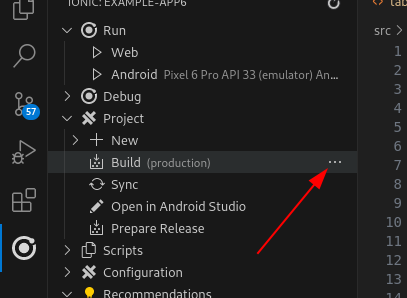 IONIC: EXAMPLE-APP6
Run
Web
Android Pixel 6 Pro API 33 (emulator) An...
Debug
Project
New
Build (production) ...
Sync
Open in Android Studio
Prepare Release
Scripts
Configuration
Recommendations
57
src >
1
2
3
4
5
6
7
8
9
10
11
12
13
14